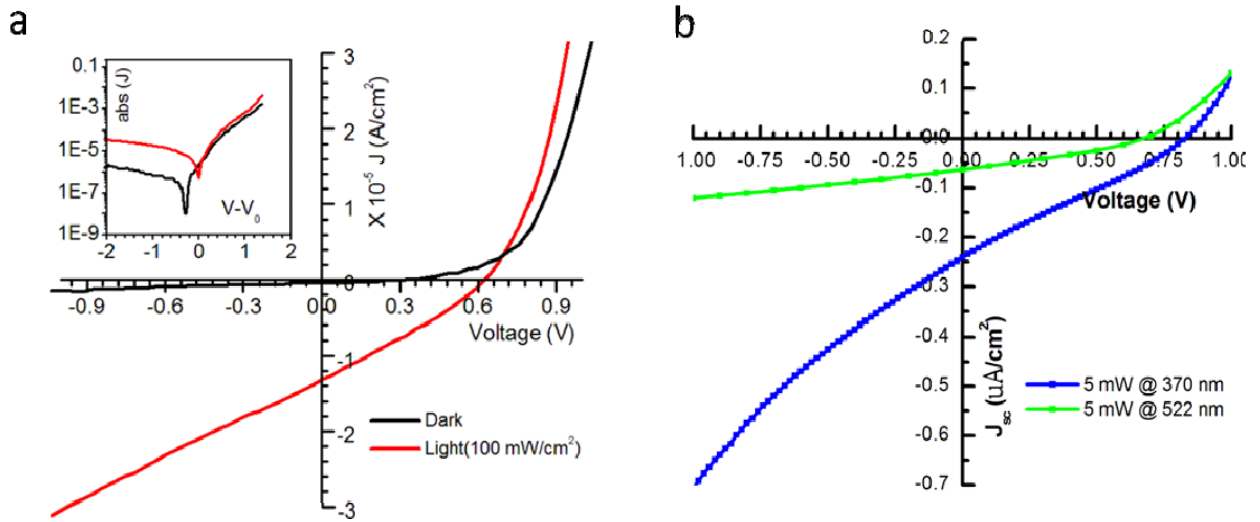 a
3
2
1
0
-1
-2
-3
X 10⁻⁵ J (A/cm²)
0.1
1E-3
1E-5
1E-7
1E-9
abs (J)
V-V₀
-2 -1 0 1 2
-0.9 -0.6 -0.3 0.0 0.3 0.6 0.9
Voltage (V)
Dark
Light(100 mW/cm²)
b
0.2
0.1
0.0
-0.1
-0.2
-0.3
-0.4
-0.5
-0.6
-0.7
1.00 -0.75 -0.50 -0.25 0.00 0.25 0.50 0.75 1.00
Voltage (V)
J_sc (uA/cm²)
5 mW @ 370 nm
5 mW @ 522 nm